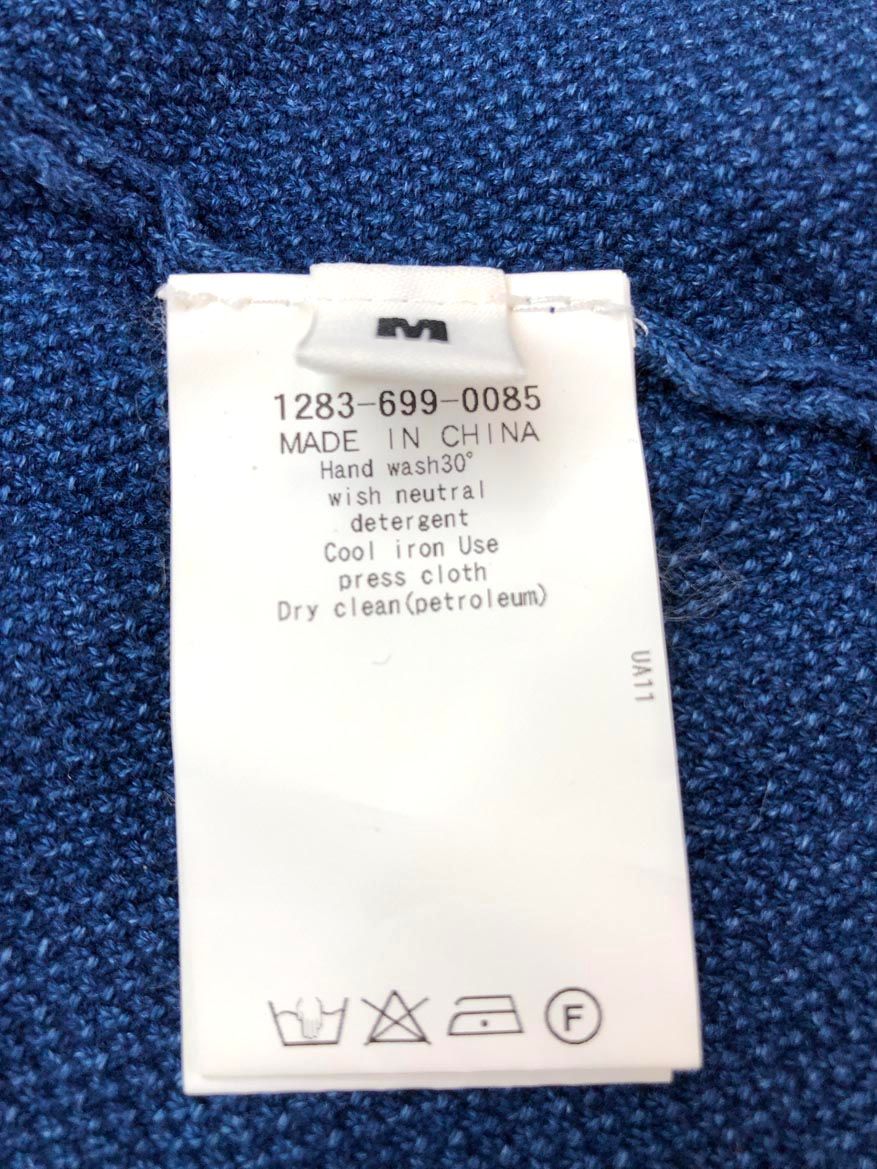 M
1283-699-0085
MADE IN CHINA
Hand wash30°
wish neutral
detergent
Cool iron Use
press cloth
Dry clean(petroleum)
UA11
F